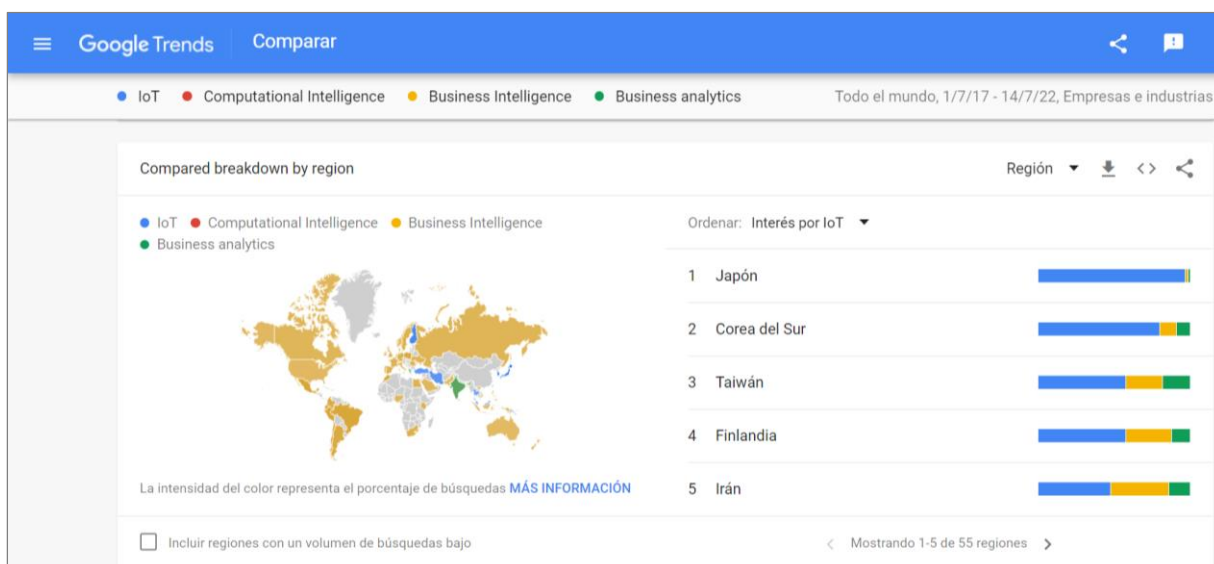 Google Trends Comparar
IoT Computational Intelligence Business Intelligence Business analytics Todo el mundo, 1/7/17 - 14/7/22, Empresas e industrias
Compared breakdown by region Región
IoT Computational Intelligence Business Intelligence
Business analytics
Ordenar: Interés por IoT
1 Japón
2 Corea del Sur
3 Taiwán
4 Finlandia
5 Irán
La intensidad del color representa el porcentaje de búsquedas MÁS INFORMACIÓN
Incluir regiones con un volumen de búsquedas bajo
Mostrando 1-5 de 55 regiones